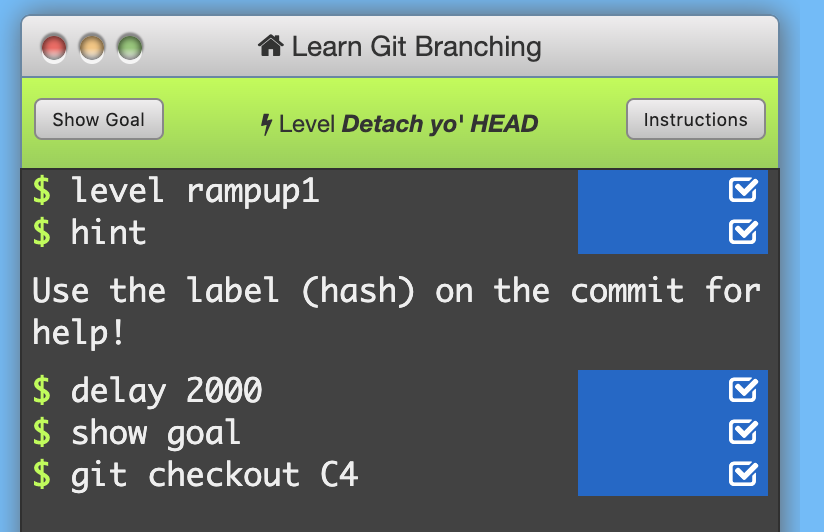 Learn Git Branching
Show Goal
Level Detach yo' HEAD
Instructions
$ level rampup1
$ hint
Use the label (hash) on the commit for
help!
$ delay 2000
$ show goal
$ git checkout C4